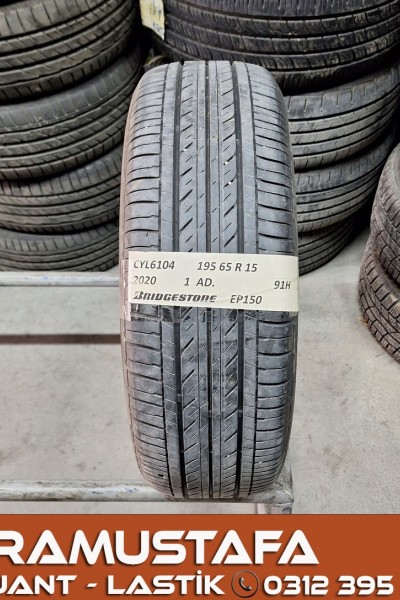 CYL6104 195 65 R 15
2020 1 AD. 91H
BRIDGESTONE EP150
RAMUSTAFA
JANT - LASTİK 0312 395